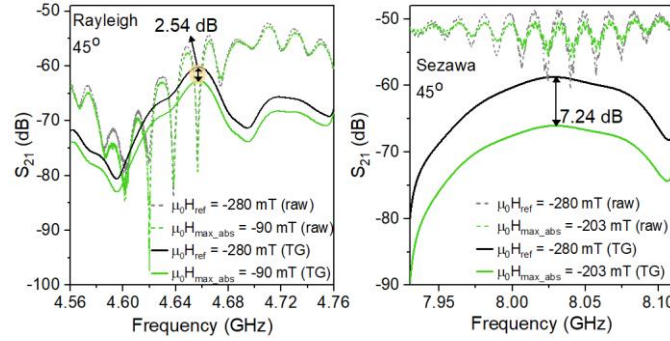 Rayleigh
45°
2.54 dB
S21 (dB)
-50
-60
-70
-80
-90
-100
μ0Href = -280 mT (raw)
μ0Hmax_abs = -90 mT (raw)
μ0Href = -280 mT (TG)
μ0Hmax_abs = -90 mT (TG)
4.56 4.60 4.64 4.68 4.72 4.76
Frequency (GHz)
Sezawa
45°
7.24 dB
S21 (dB)
-50
-60
-70
-80
-90
μ0Href = -280 mT (raw)
μ0Hmax_abs = -203 mT (raw)
μ0Href = -280 mT (TG)
μ0Hmax_abs = -203 mT (TG)
7.95 8.00 8.05 8.10
Frequency (GHz)